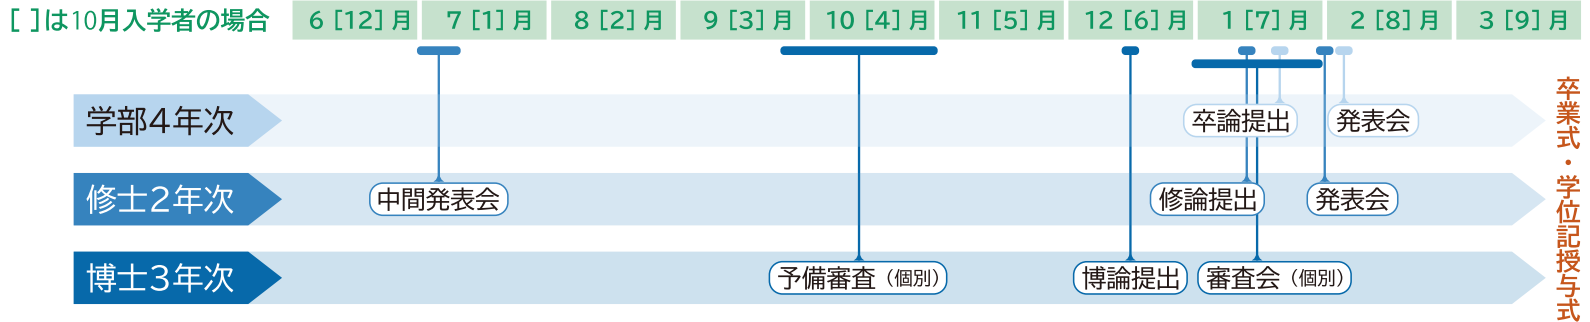 [ ]は10月入学者の場合
6 [12] 月
7 [1] 月
8 [2] 月
9 [3] 月
10 [4] 月
11 [5] 月
12 [6] 月
1 [7] 月
2 [8] 月
3 [9] 月
学部4年次
卒論提出
発表会
修士2年次
中間発表会
修論提出
発表会
博士3年次
予備審査（個別）
博論提出
審査会（個別）
卒業式・学位記授与式